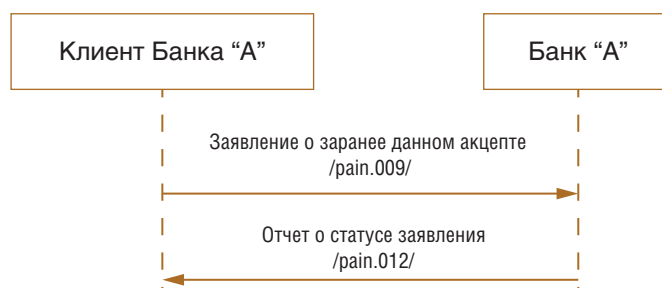 Клиент Банка “А”
Банк “А”
Заявление о заранее данном акцепте
/pain.009/
Отчет о статусе заявления
/pain.012/